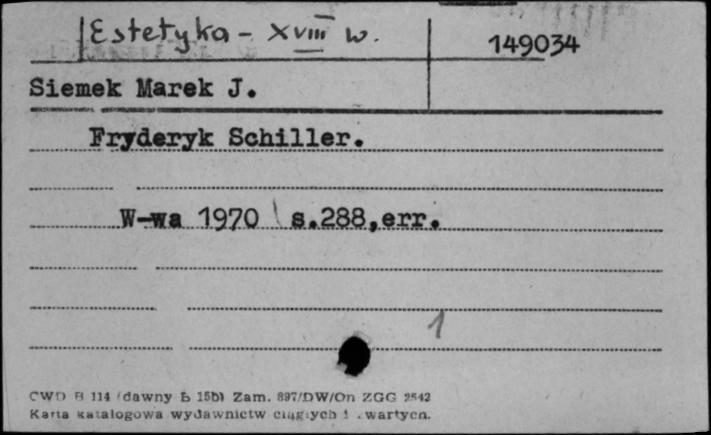 Estetyka - XVIII w.
149034
Siemek Marek J.
Fryderyk Schiller.
W-wa 1970 s.288,err.
1
CWD B 114 (dawny Ł 15b) Zam. 897/DW/On ZGG 2542
Karta katalogowa wydawnictw ciągłych i zwartych.